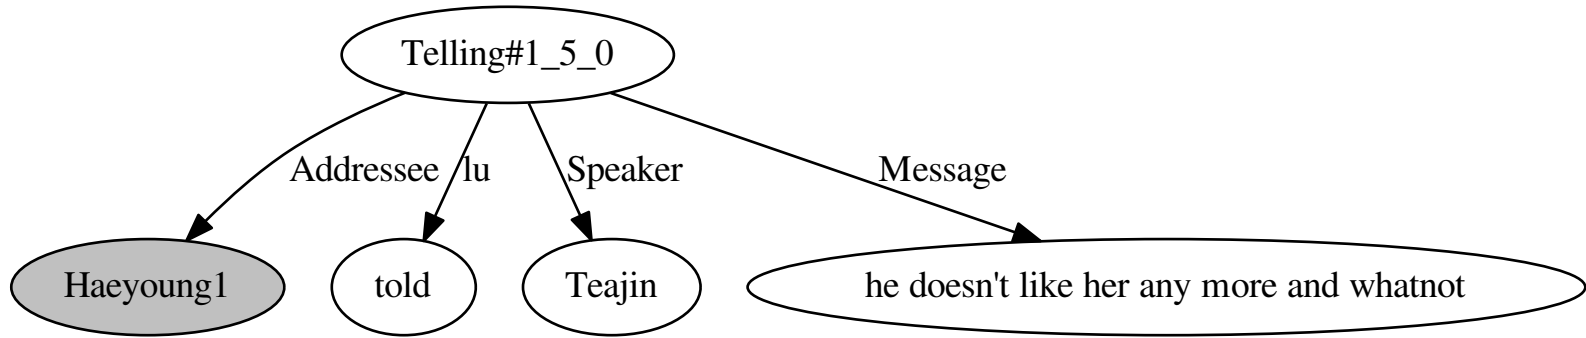 Telling#1_5_0
Addressee
lu
Speaker
Message
Haeyoung1
told
Teajin
he doesn't like her any more and whatnot